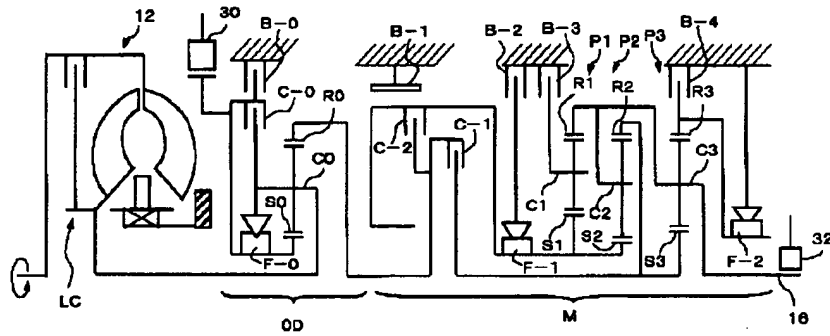 30
12
B-0
B-1
B-2
B-3
P1
P2
P3
B-4
C-0
R0
R1
R2
R3
C-2
C-1
C0
C1
C2
C3
S0
S1
S2
S3
F-0
F-1
F-2
32
LC
16
OD
M